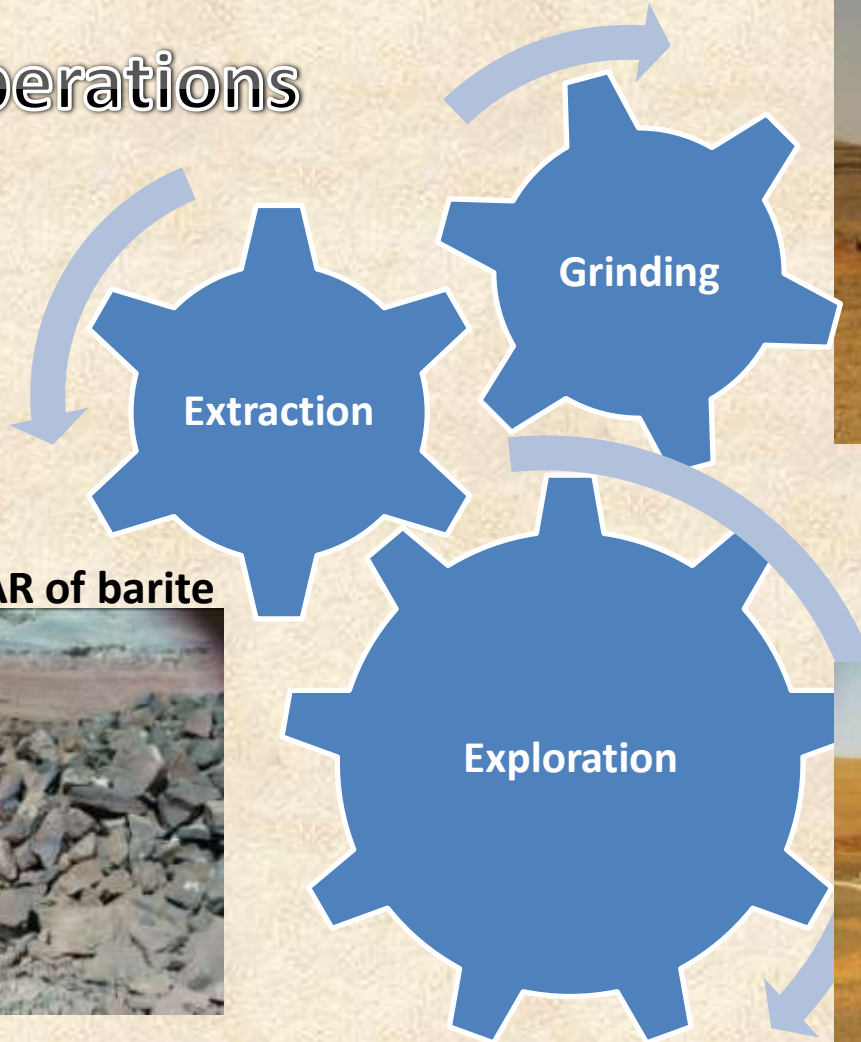 perations
Grinding
Extraction
AR of barite
Exploration